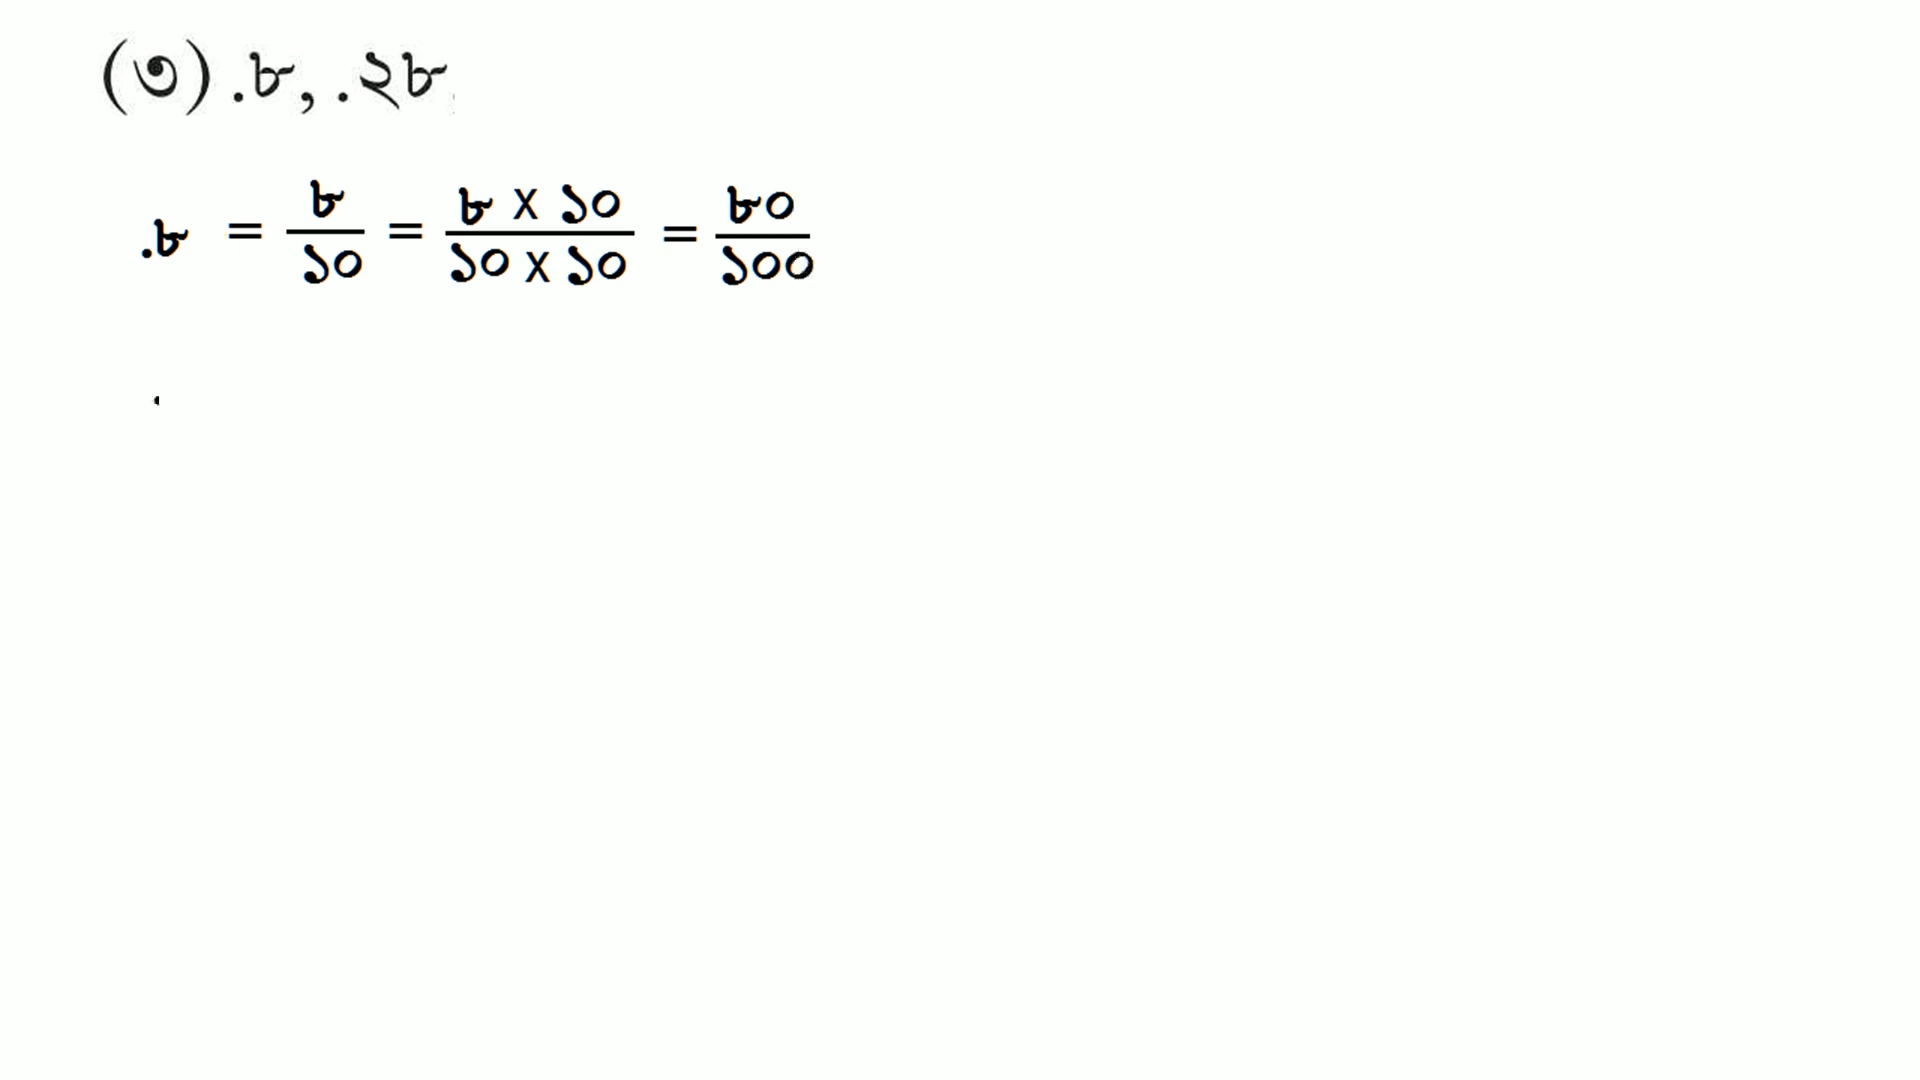 (৩) .৮, .২৮
.৮ = ৮/১০ = ৮ X ১০/১০ X ১০ = ৮০/১০০
.